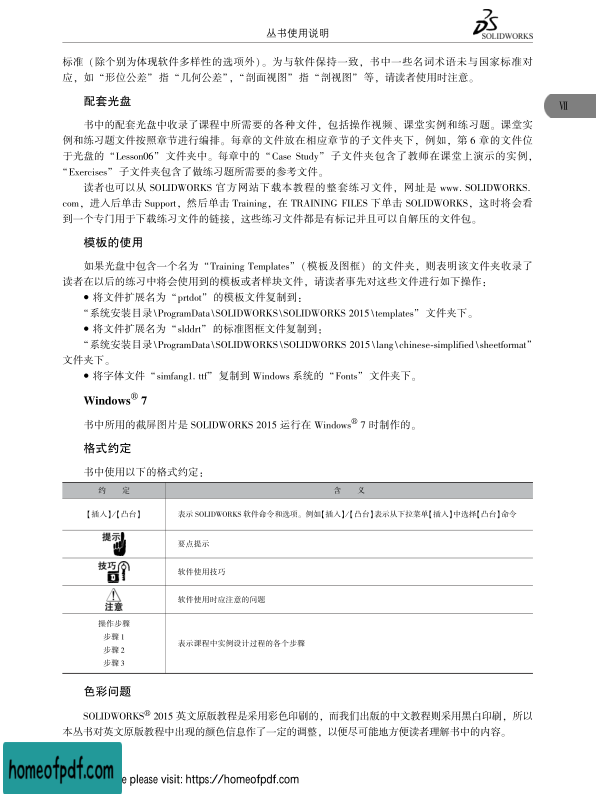 丛书使用说明
SOLIDWORKS
标准（除个别为体现软件多样性的选项外）。为与软件保持一致，书中一些名词术语未与国家标准对
应，如“形位公差”指“几何公差”，“剖面视图”指“剖视图”等，请读者使用时注意。
配套光盘
VII
书中的配套光盘中收录了课程中所需要的各种文件，包括操作视频、课堂实例和练习题。课堂实
例和练习题文件按照章节进行编排。每章的文件放在相应章节的子文件夹下，例如，第 6 章的文件位
于光盘的“Lesson06”文件夹中。每章中的“Case Study”子文件夹包含了教师在课堂上演示的实例，
“Exercises”子文件夹包含了做练习题所需要的参考文件。
读者也可以从 SOLIDWORKS 官方网站下载本教程的整套练习文件，网址是 www. SOLIDWORKS.
com，进入后单击 Support，然后单击 Training，在 TRAINING FILES 下单击 SOLIDWORKS，这时将会看
到一个专门用于下载练习文件的链接，这些练习文件都是有标记并且可以自解压的文件包。
模板的使用
如果光盘中包含一个名为“Training Templates”（模板及图框）的文件夹，则表明该文件夹收录了
读者在以后的练习中将会使用到的模板或者样块文件，请读者事先对这些文件进行如下操作：
● 将文件扩展名为“prtdot”的模板文件复制到：
“系统安装目录\ProgramData\SOLIDWORKS\SOLIDWORKS 2015\templates”文件夹下。
● 将文件扩展名为“slddrt”的标准图框文件复制到：
“系统安装目录\ProgramData\SOLIDWORKS\SOLIDWORKS 2015\lang\chinese-simplified\sheetformat”
文件夹下。
● 将字体文件“simfang1. ttf”复制到 Windows 系统的“Fonts”文件夹下。
Windows® 7
书中所用的截屏图片是 SOLIDWORKS 2015 运行在 Windows® 7 时制作的。
格式约定
书中使用以下的格式约定：
约 定 含 义
【插入】/【凸台】 表示 SOLIDWORKS 软件命令和选项。例如【插入】/【凸台】表示从下拉菜单【插入】中选择【凸台】命令
提示 要点提示
技巧 软件使用技巧
注意 软件使用时应注意的问题
操作步骤
步骤 1
步骤 2
步骤 3
表示课程中实例设计过程的各个步骤
色彩问题
SOLIDWORKS® 2015 英文原版教程是采用彩色印刷的，而我们出版的中文教程则采用黑白印刷，所以
本丛书对英文原版教程中出现的颜色信息作了一定的调整，以便尽可能地方便读者理解书中的内容。
homeofpdf.com
e please visit: https://homeofpdf.com